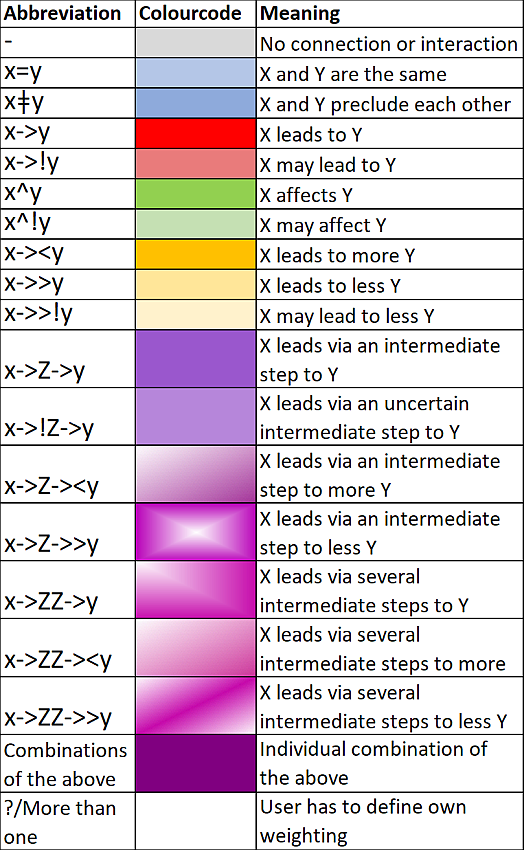 Abbreviation Colourcode Meaning
- No connection or interaction
x=y X and Y are the same
xǂy X and Y preclude each other
x->y X leads to Y
x->!y X may lead to Y
x^y X affects Y
x^!y X may affect Y
x-><y X leads to more Y
x->>y X leads to less Y
x->>!y X may lead to less Y
X leads via an intermediate
x->Z->y step to Y
X leads via an uncertain
x->!Z->y intermediate step to Y
X leads via an intermediate
x->Z-><y step to more Y
X leads via an intermediate
x->Z->>y step to less Y
X leads via several
x->ZZ->y intermediate steps to Y
X leads via several
x->ZZ-><y intermediate steps to more
X leads via several
x->ZZ->>y intermediate steps to less Y
Combinations Individual combination of
of the above the above
?/More than User has to define own
one weighting